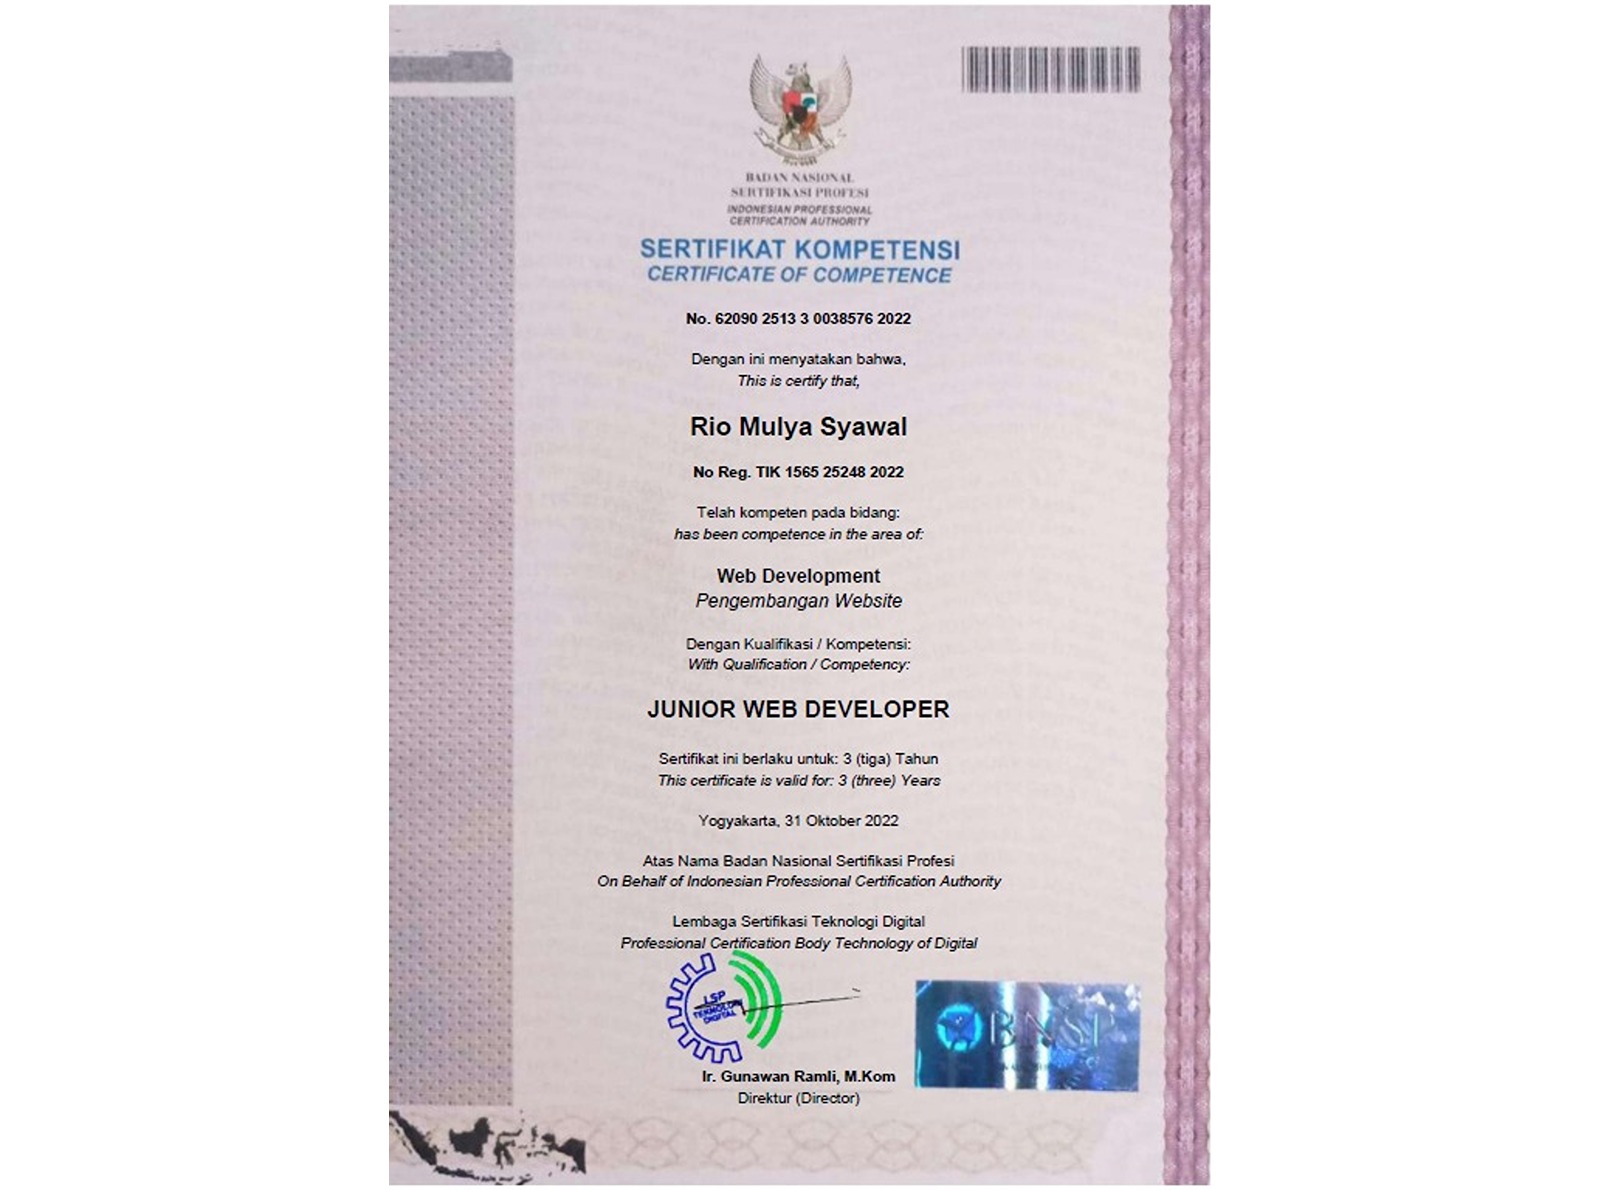 BADAN NASIONAL
SERTIFIKASI PROFESI
INDONESIAN PROFESSIONAL
CERTIFICATION AUTHORITY
SERTIFIKAT KOMPETENSI
CERTIFICATE OF COMPETENCE
No. 62090 2513 3 0038576 2022
Dengan ini menyatakan bahwa,
This is certify that,
Rio Mulya Syawal
No Reg. TIK 1565 25248 2022
Telah kompeten pada bidang:
has been competence in the area of:
Web Development
Pengembangan Website
Dengan Kualifikasi / Kompetensi:
With Qualification / Competency:
JUNIOR WEB DEVELOPER
Sertifikat ini berlaku untuk: 3 (tiga) Tahun
This certificate is valid for: 3 (three) Years
Yogyakarta, 31 Oktober 2022
Atas Nama Badan Nasional Sertifikasi Profesi
On Behalf of Indonesian Professional Certification Authority
Lembaga Sertifikasi Teknologi Digital
Professional Certification Body Technology of Digital
LSP
TEKNOLOGI
DIGITAL
BNSP
Ir. Gunawan Ramli, M.Kom
Direktur (Director)